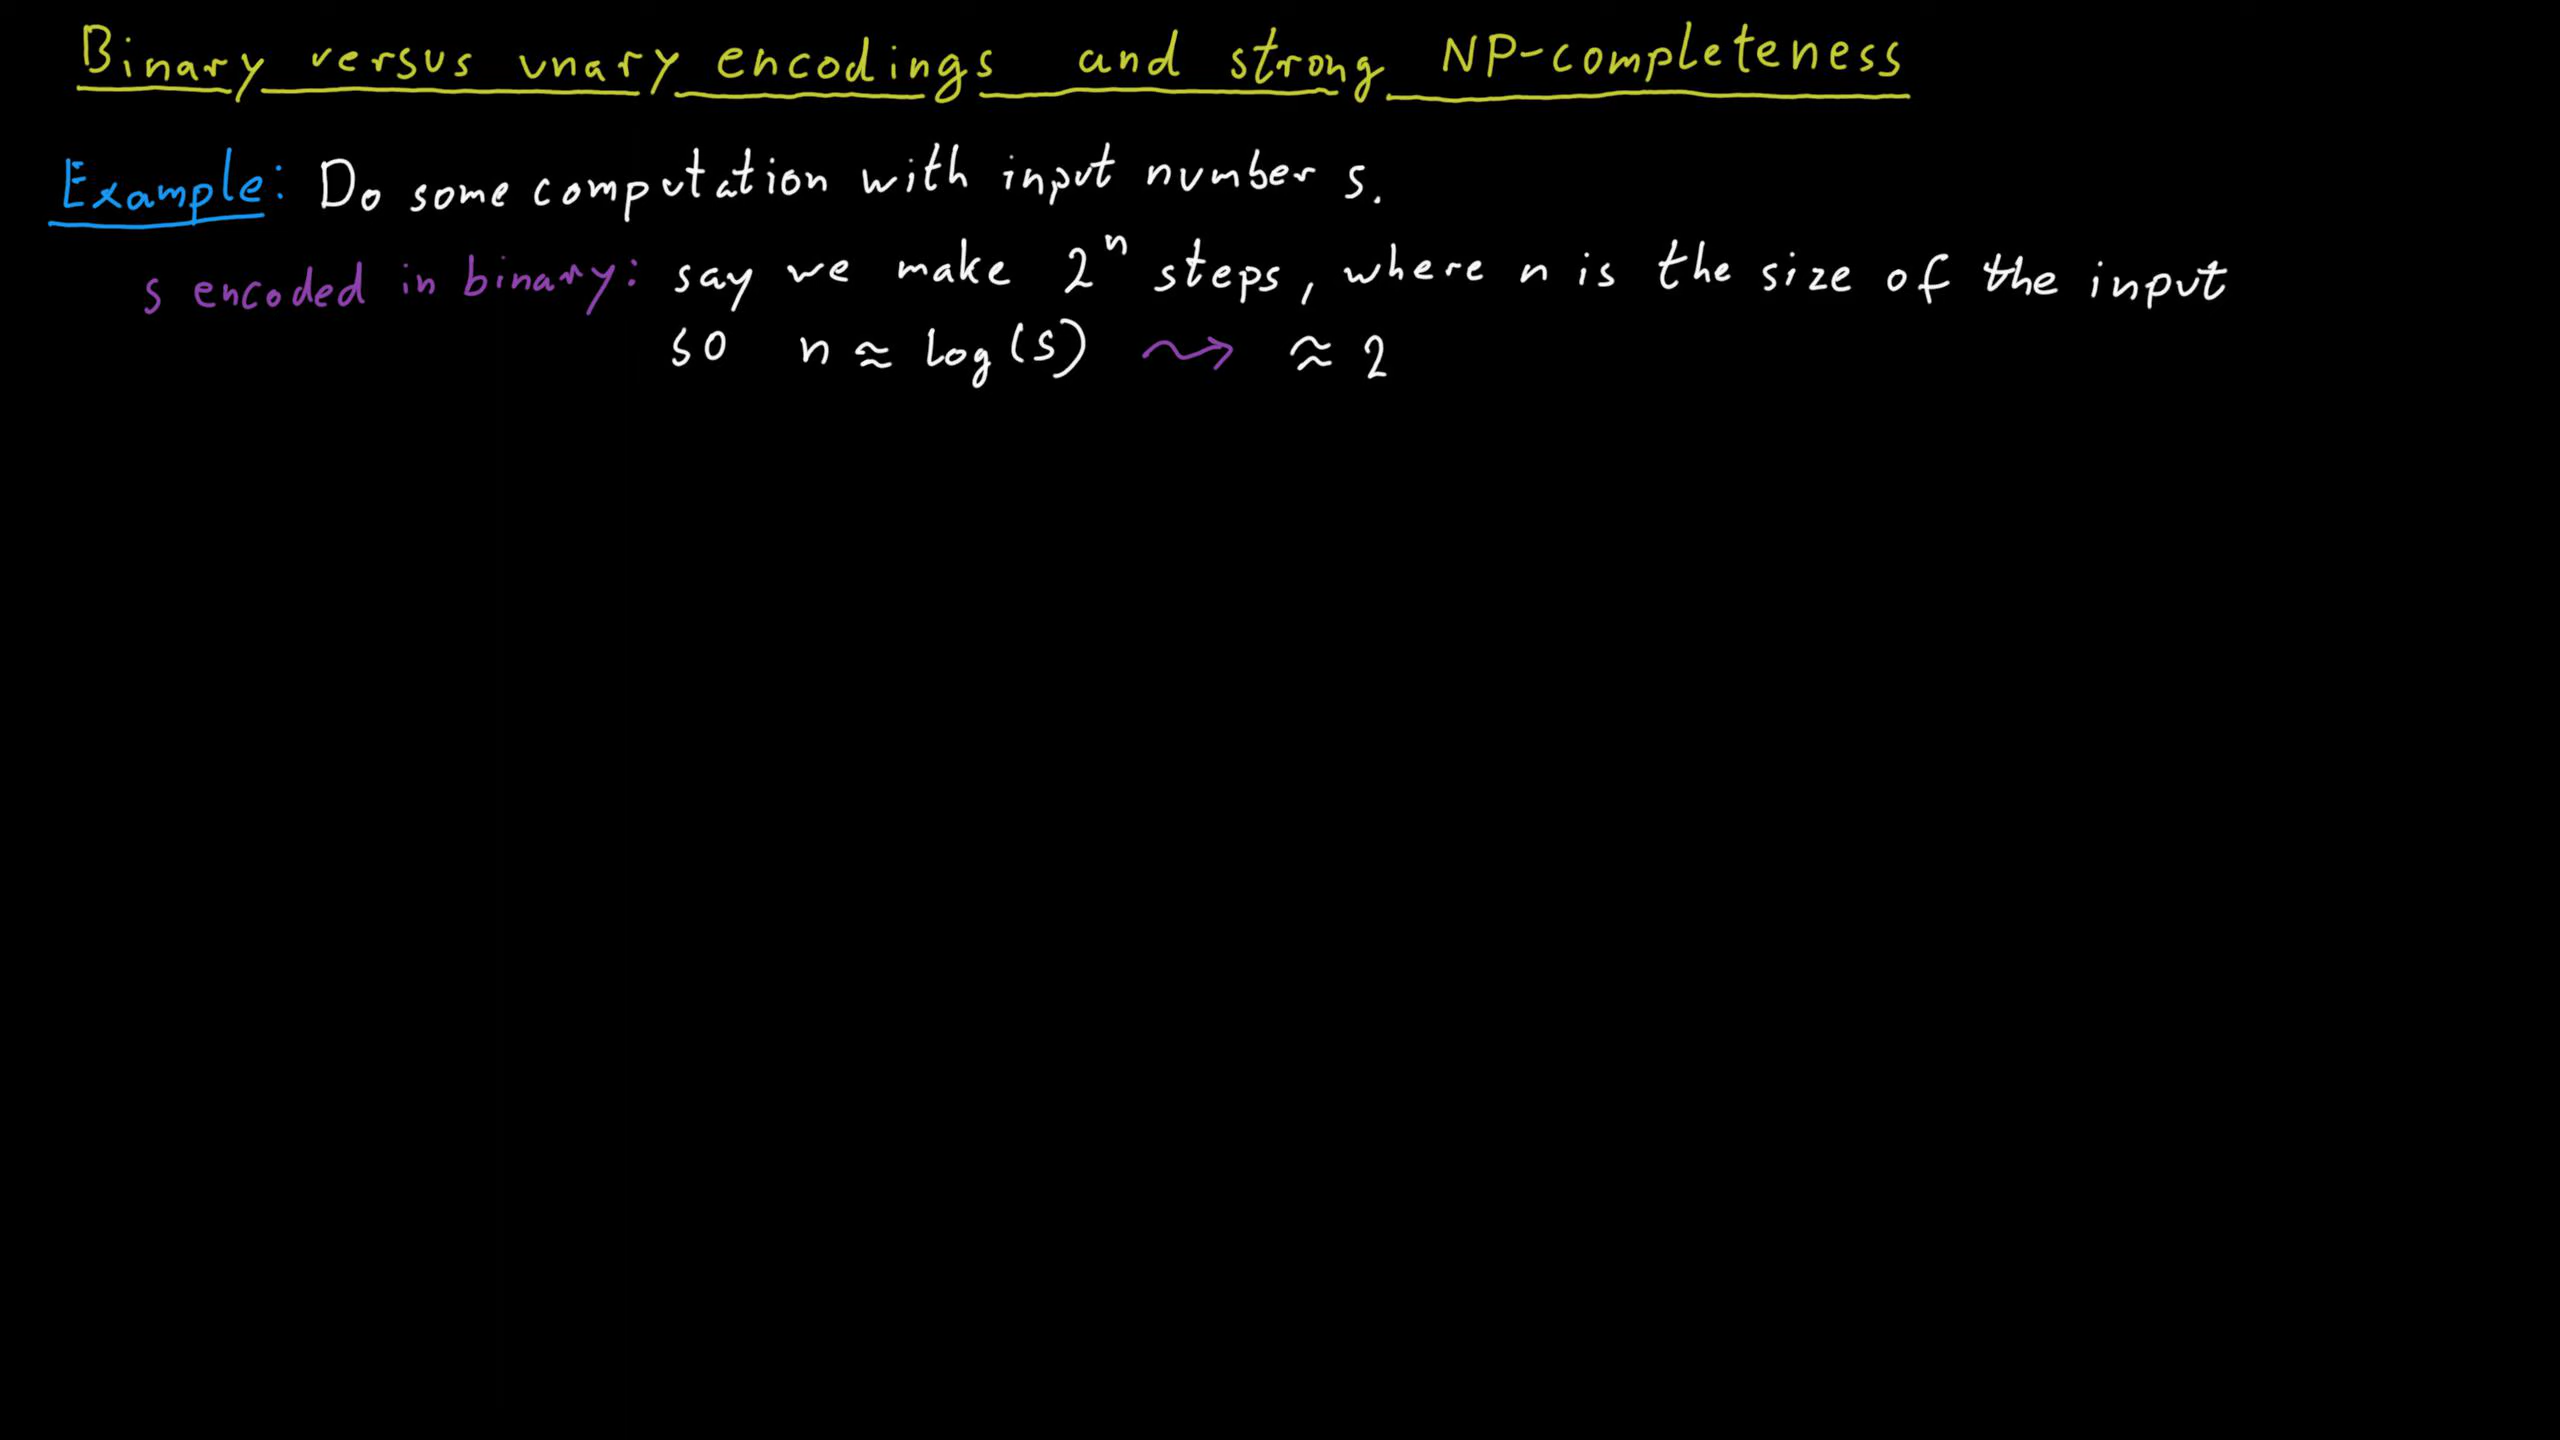 Binary versus unary encodings and strong NP-completeness
Example: Do some computation with input number s.
s encoded in binary: say we make 2ⁿ steps, where n is the size of the input
so n ≈ log(s) ⇝ ≈ 2